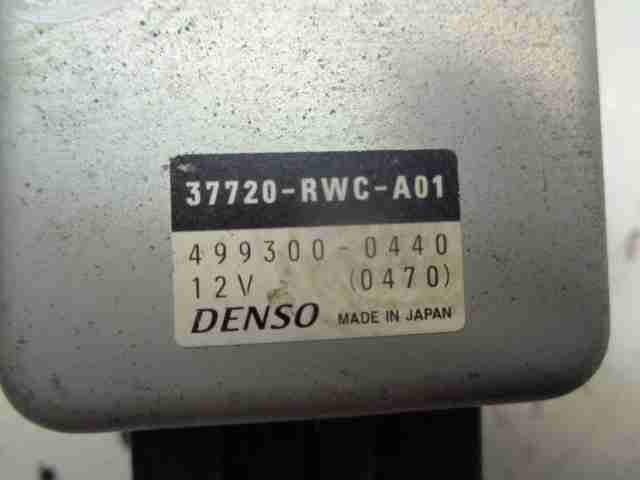 37720-RWC-A01
499300-0440
12V (0470)
DENSO MADE IN JAPAN